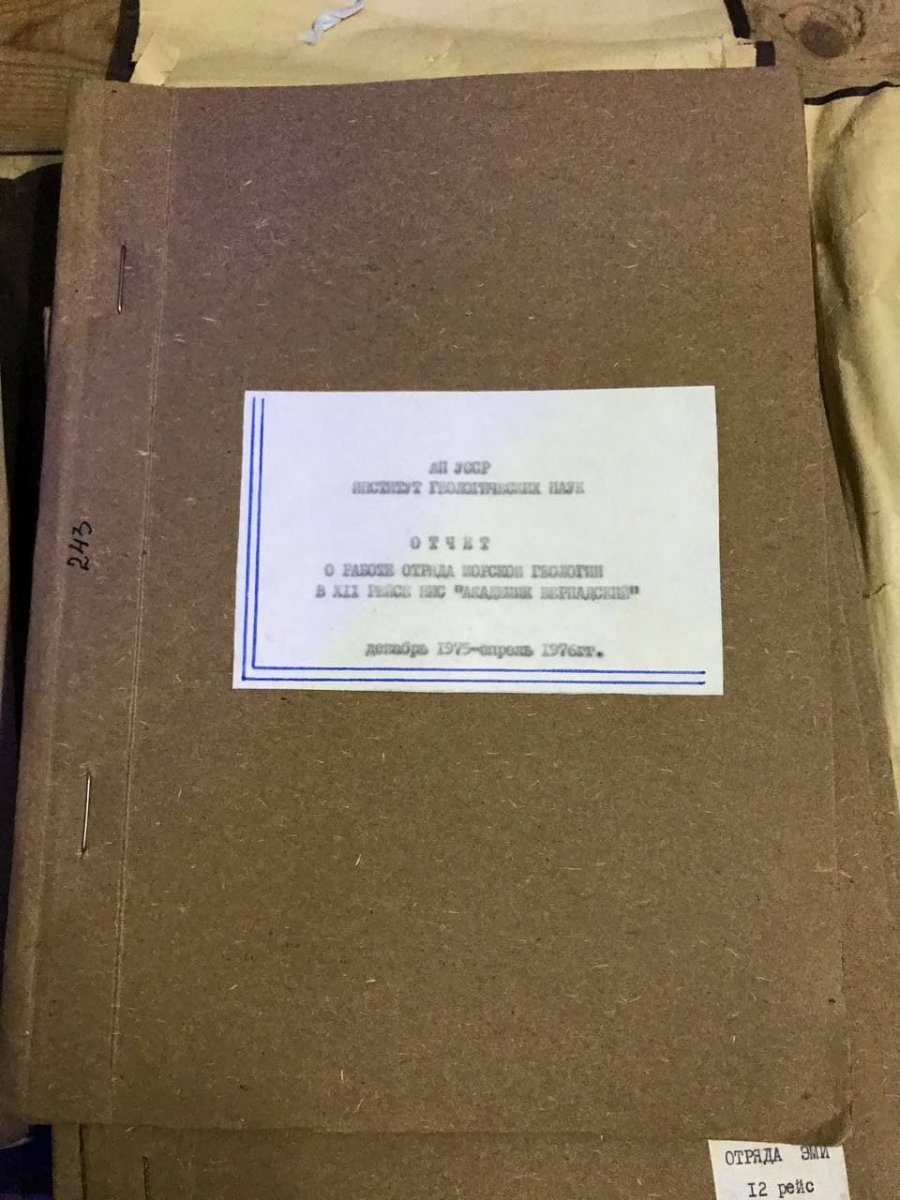 АН УССР
ИНСТИТУТ ГЕОЛОГИЧЕСКИХ НАУК
О Т Ч Е Т
О РАБОТЕ ОТРЯДА МОРСКОЙ ГЕОЛОГИИ
В XII РЕЙСЕ НИС "АКАДЕМИК ВЕРНАДСКИЙ"
декабрь 1975-апрель 1976гг.
243
ОТРЯДА ЭМИ
12 рейс